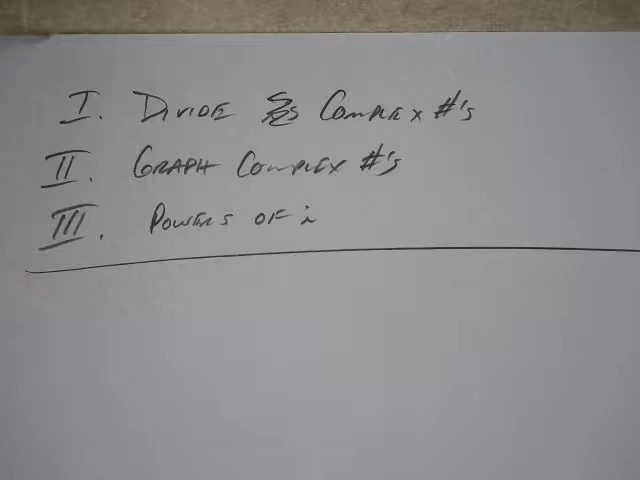 I. DIVIDE COMPLEX #'s
II. GRAPH COMPLEX #'s
III. POWERS OF i